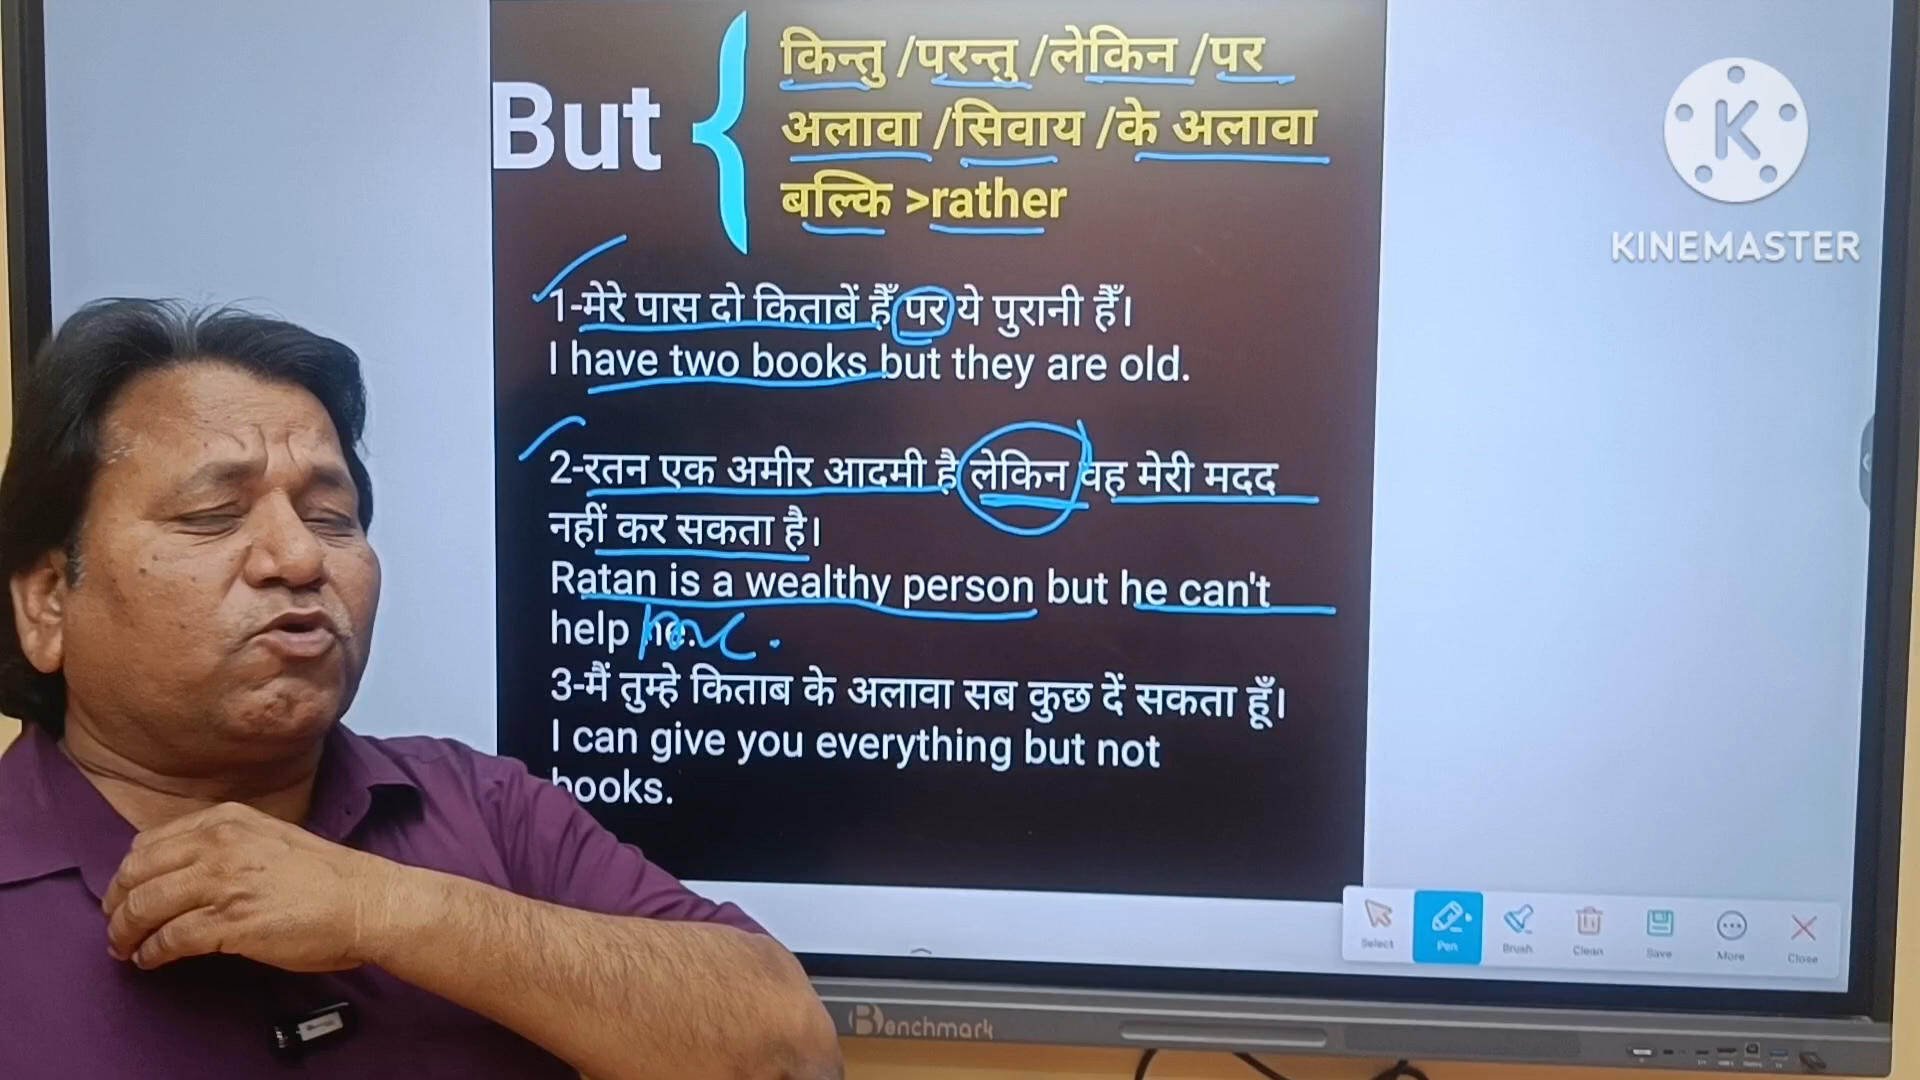 But
किन्तु /परन्तु /लेकिन /पर
अलावा /सिवाय /के अलावा
बल्कि >rather
1-मेरे पास दो किताबें हैँ पर ये पुरानी हैँ।
I have two books but they are old.
2-रतन एक अमीर आदमी है लेकिन वह मेरी मदद
नहीं कर सकता है।
Ratan is a wealthy person but he can't
help he.
me.
3-मैं तुम्हे किताब के अलावा सब कुछ दें सकता हूँ।
I can give you everything but not
books.
KINEMASTER
Select Pen Brush Clean Save More Close
Benchmark